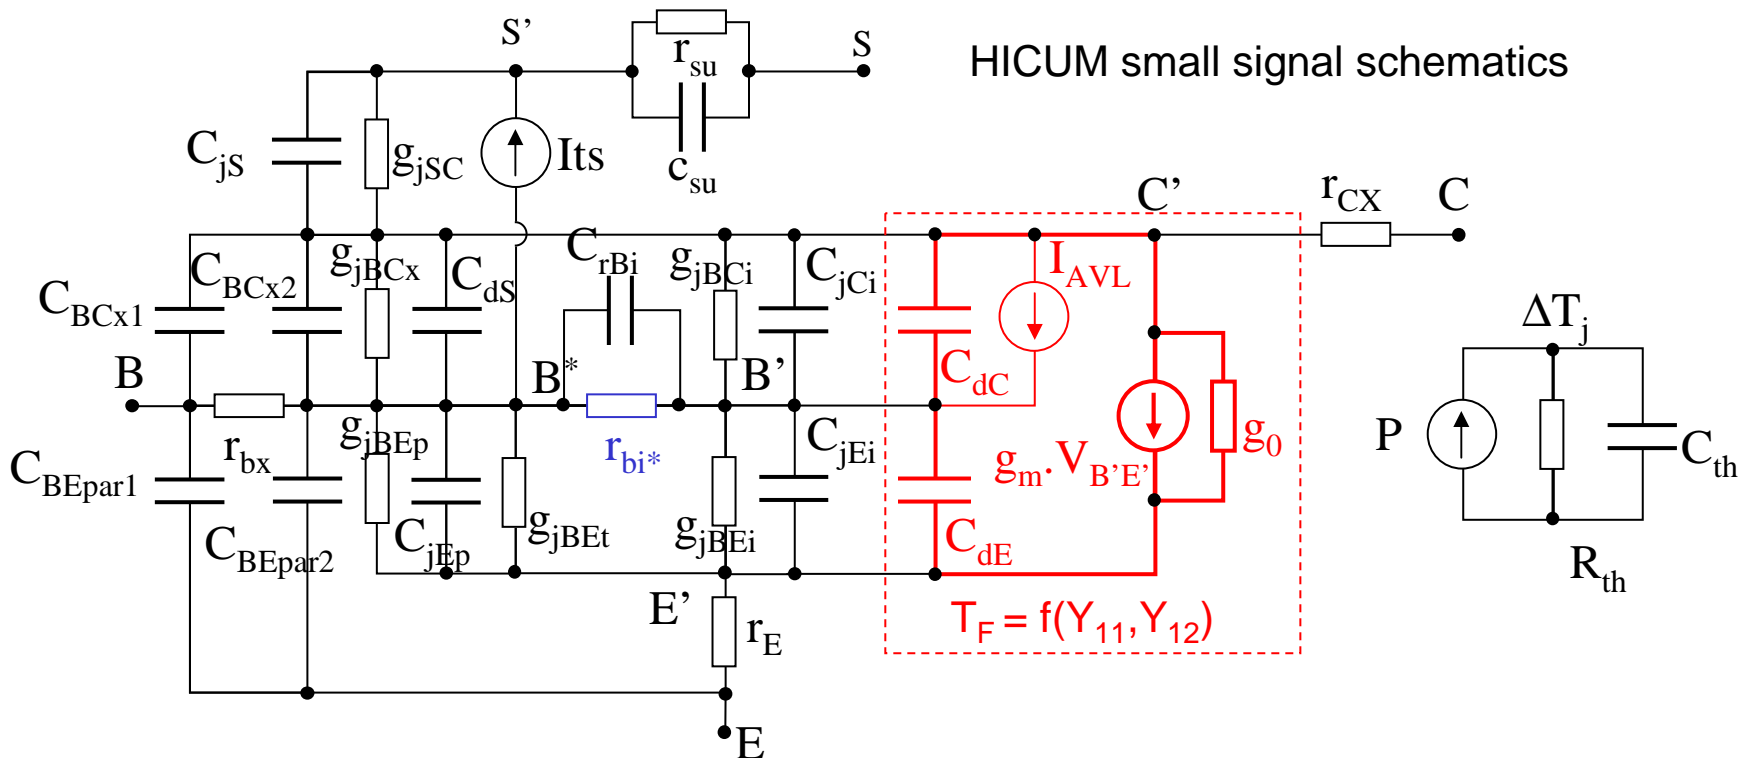 HICUM small signal schematics
S'
r_su
S
C_jS
g_jSC
Its
c_su
C'
r_CX
C
C_BCx1
C_BCx2
g_jBCx
C_dS
C_rBi
g_jBCi
C_jCi
I_AVL
ΔT_j
B
B*
B'
C_dC
r_bx
g_jBEp
r_bi*
C_jEi
g_m.V_B'E'
g_0
P
C_th
C_BEpar1
C_BEpar2
C_jEp
g_jBEt
g_jBEi
C_dE
R_th
E'
r_E
T_F = f(Y_11,Y_12)
E